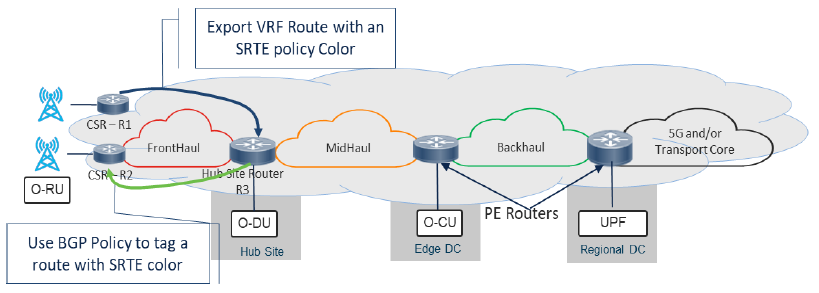 Export VRF Route with an
SRTE policy Color
CSR – R1
CSR – R2
O-RU
FrontHaul
Hub Site Router
R3
MidHaul
Backhaul
5G and/or
Transport Core
O-DU
Hub Site
O-CU
Edge DC
PE Routers
UPF
Regional DC
Use BGP Policy to tag a
route with SRTE color